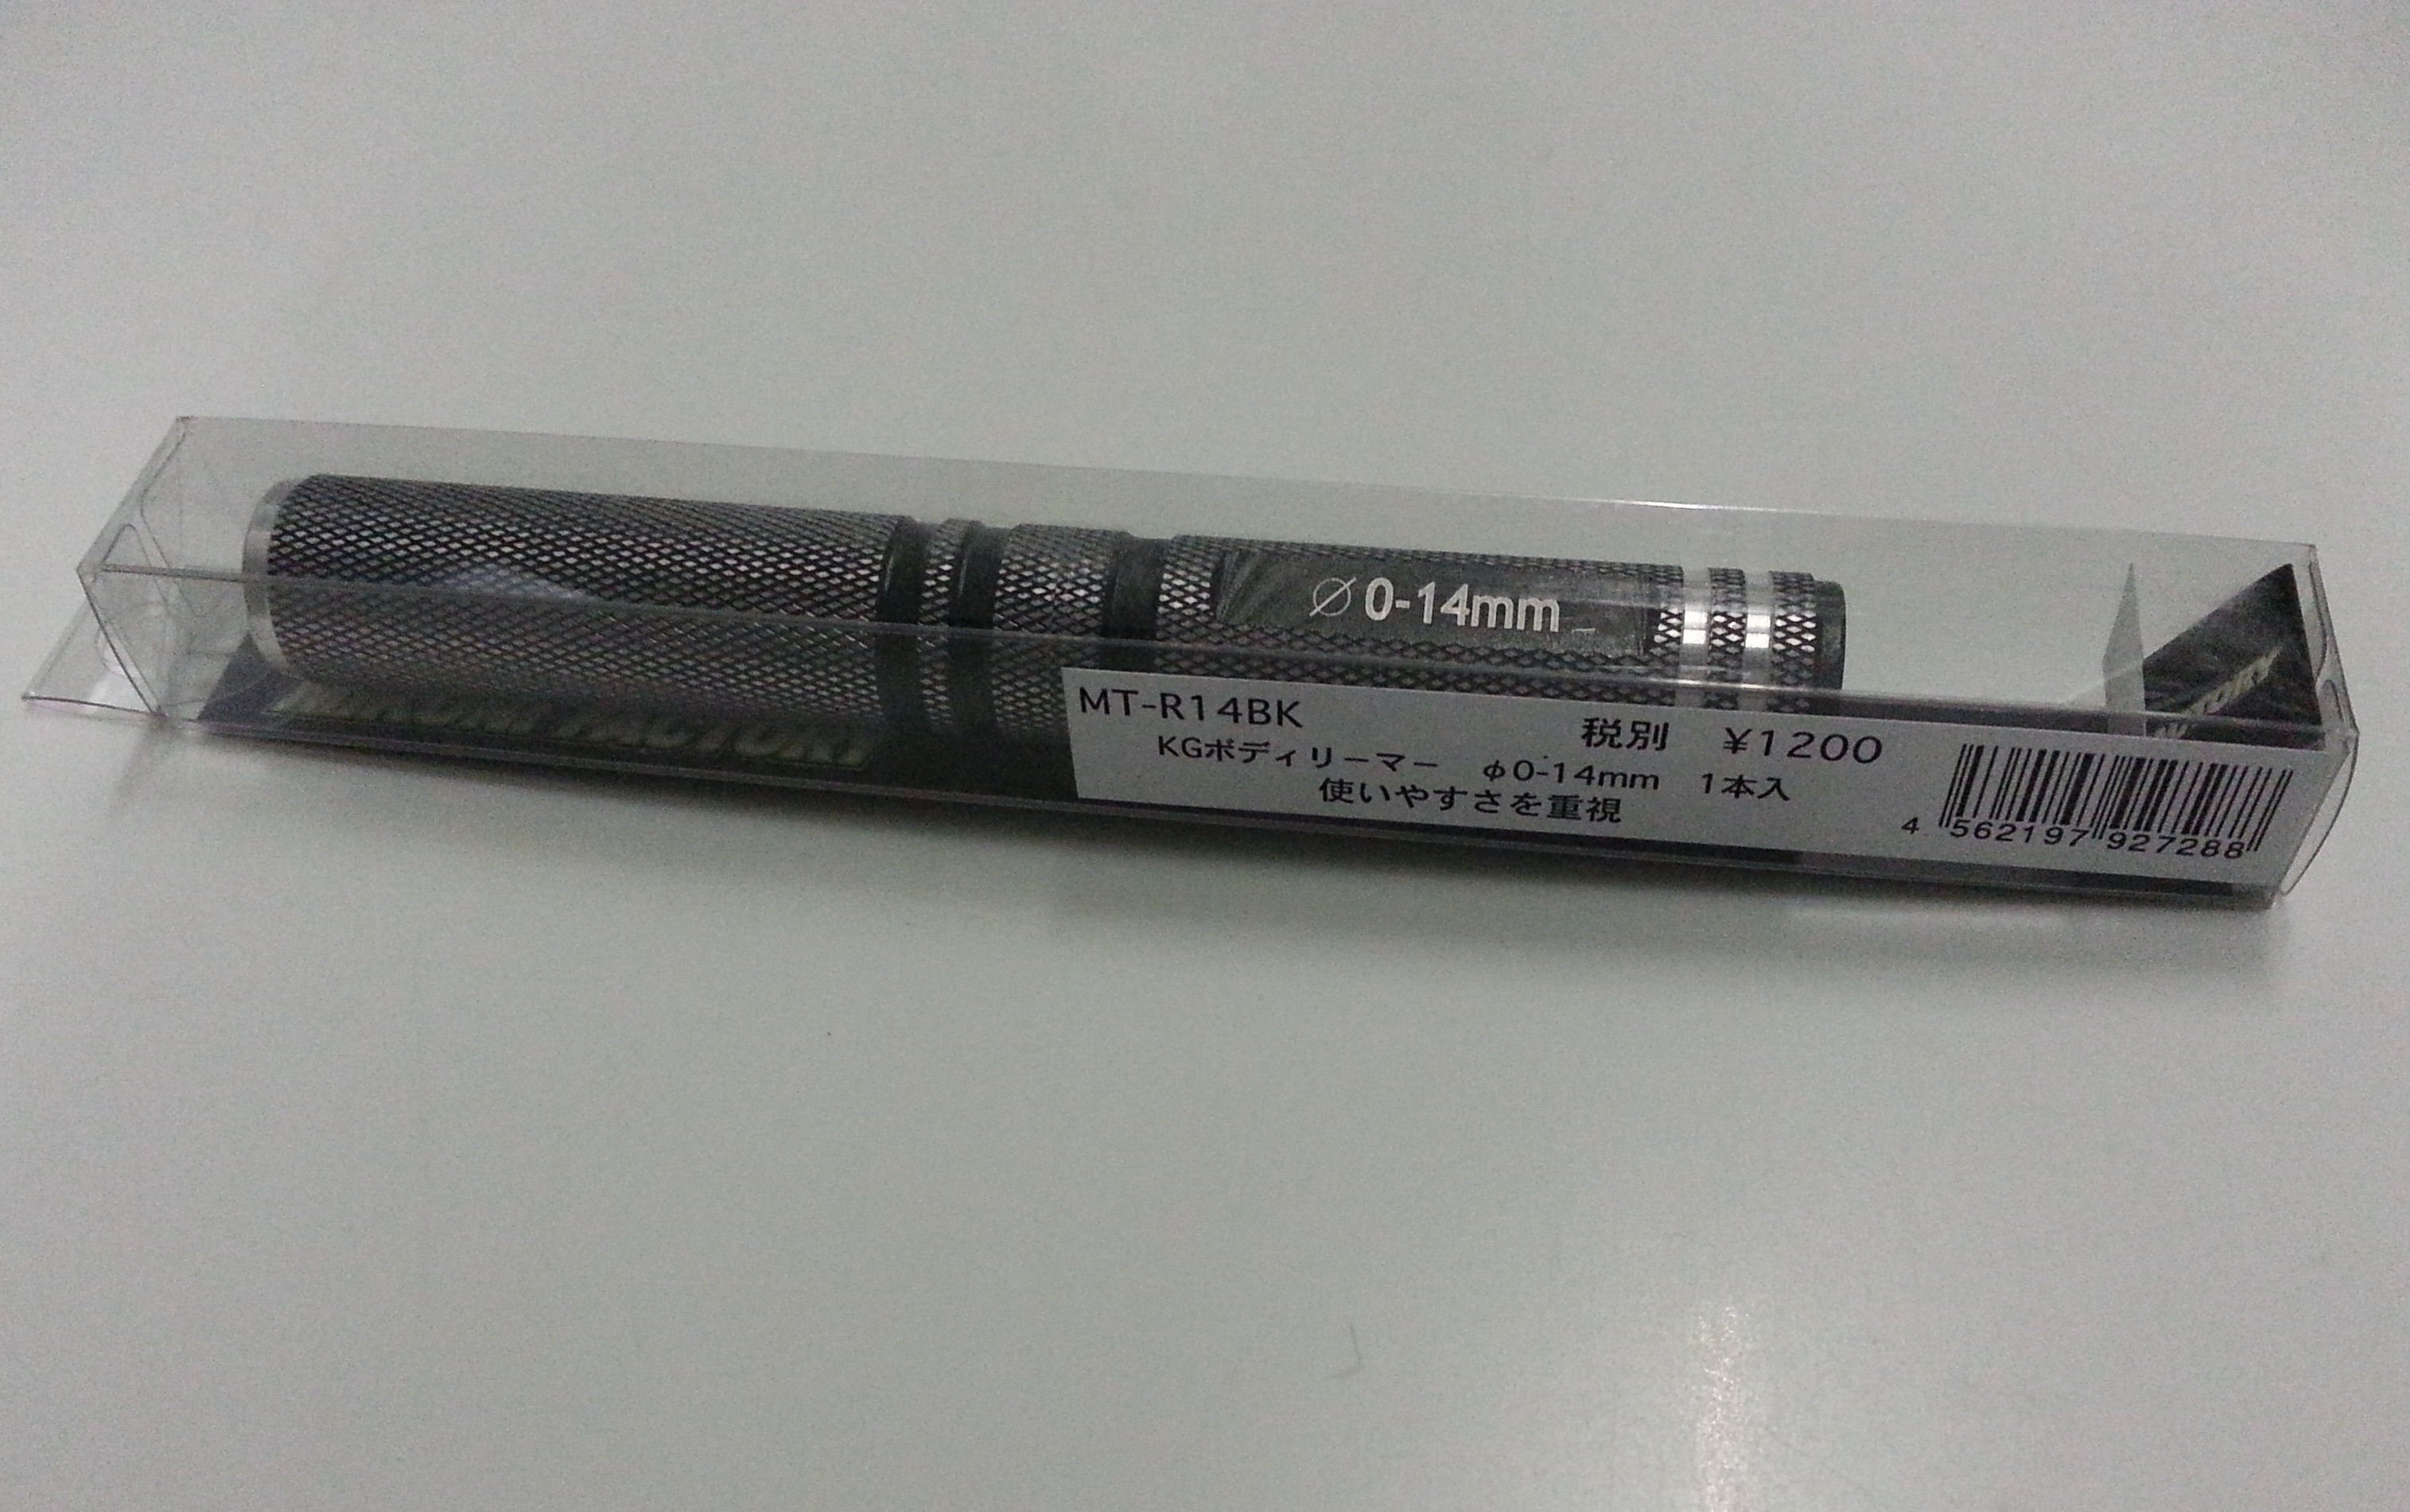 ∅ 0-14mm
MT-R14BK
税別 ¥1200
KGボディリーマー φ0-14mm 1本入
使いやすさを重視
4 562197 927288
FACTORY